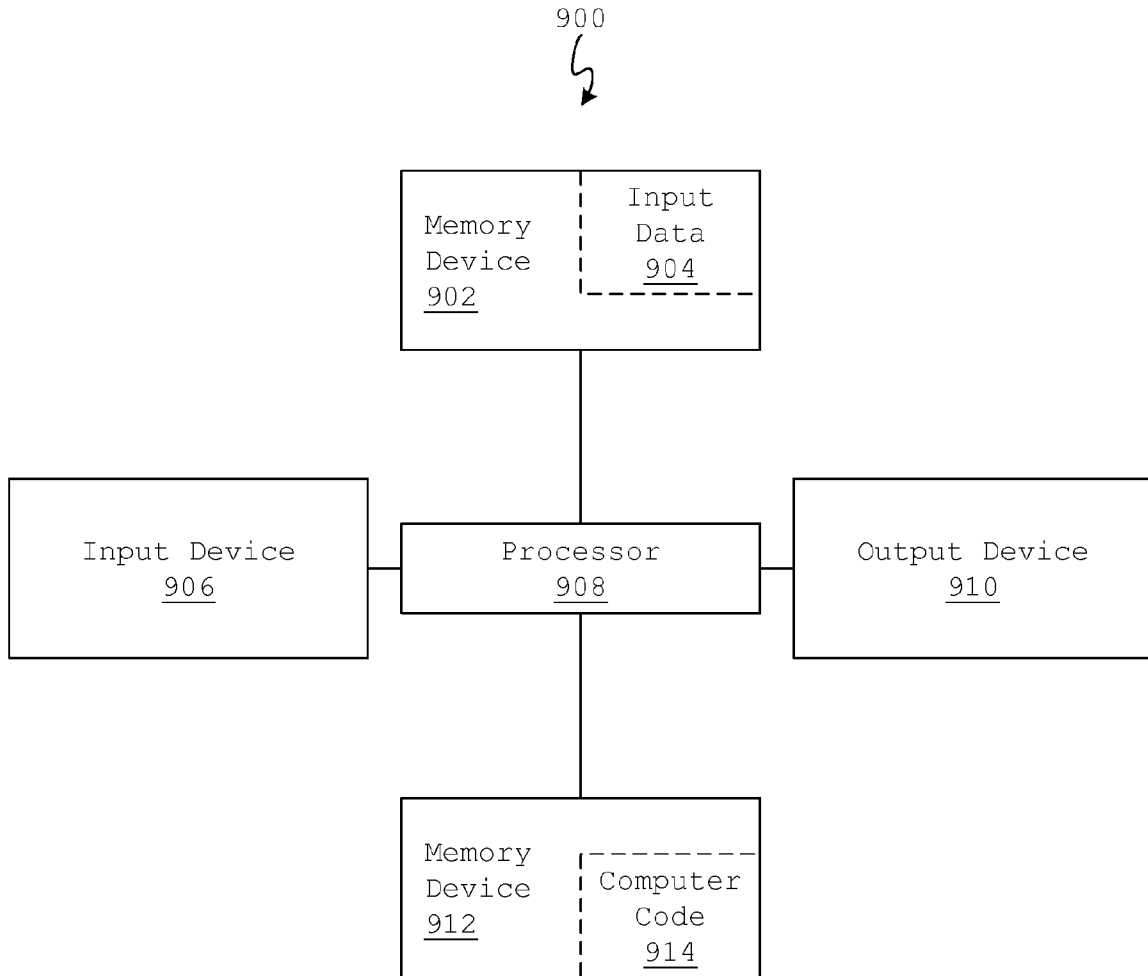 900
Memory
Device
902
Input
Data
904
Input Device
906
Processor
908
Output Device
910
Memory
Device
912
Computer
Code
914